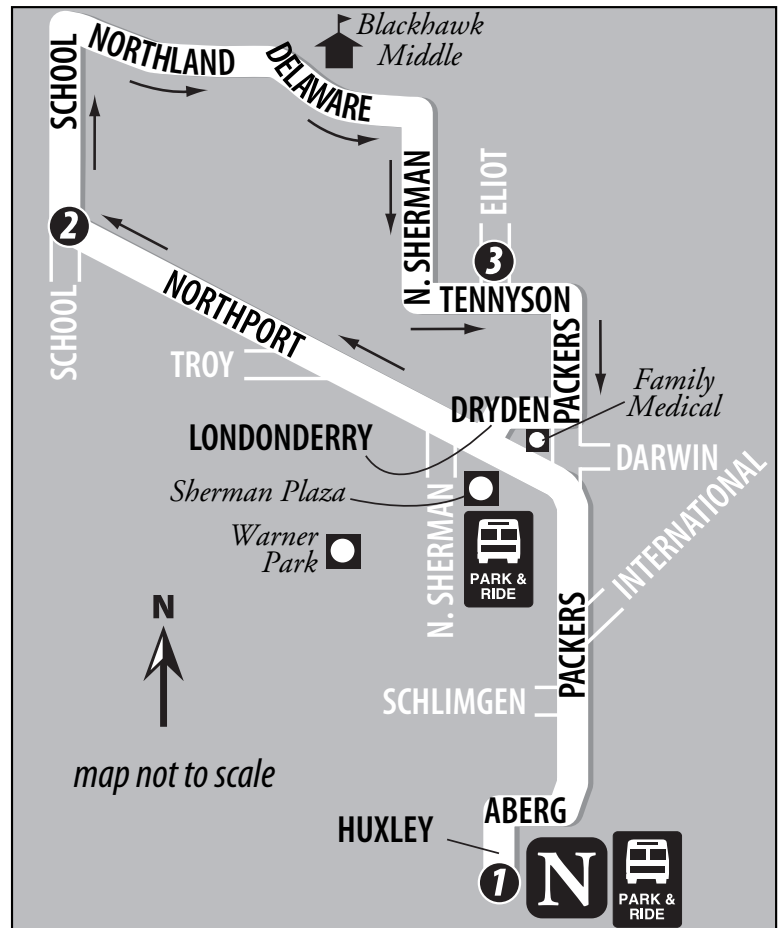 Blackhawk
Middle
SCHOOL
NORTHLAND
DELAWARE
N. SHERMAN
ELIOT
2
3
TENNYSON
SCHOOL
NORTHPORT
TROY
PACKERS
Family
Medical
DRYDEN
LONDONDERRY
DARWIN
Sherman Plaza
INTERNATIONAL
Warner
Park
N. SHERMAN
PARK &
RIDE
N
PACKERS
SCHLIMGEN
map not to scale
ABERG
HUXLEY
1
N
PARK &
RIDE